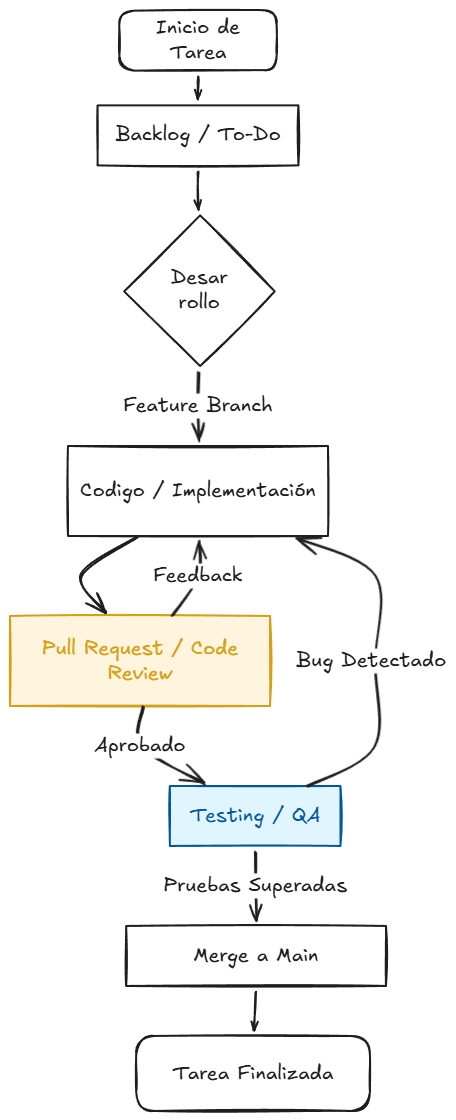 Inicio de
Tarea
Backlog / To-Do
Desar
rollo
Feature Branch
Codigo / Implementación
Feedback
Pull Request / Code
Review
Bug Detectado
Aprobado
Testing / QA
Pruebas Superadas
Merge a Main
Tarea Finalizada